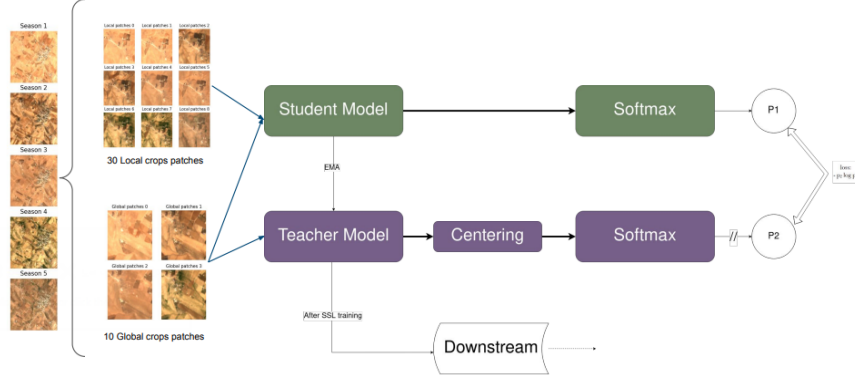 Season 1
Season 2
Season 3
Season 4
Season 5
Local patches 0
Local patches 1
Local patches 2
Local patches 3
Local patches 4
Local patches 5
Local patches 6
Local patches 7
Local patches 8
30 Local crops patches
Global patches 0
Global patches 1
Global patches 2
Global patches 3
10 Global crops patches
Student Model
Softmax
P1
EMA
loss:
Teacher Model
Centering
Softmax
//
P2
After SSL training
Downstream